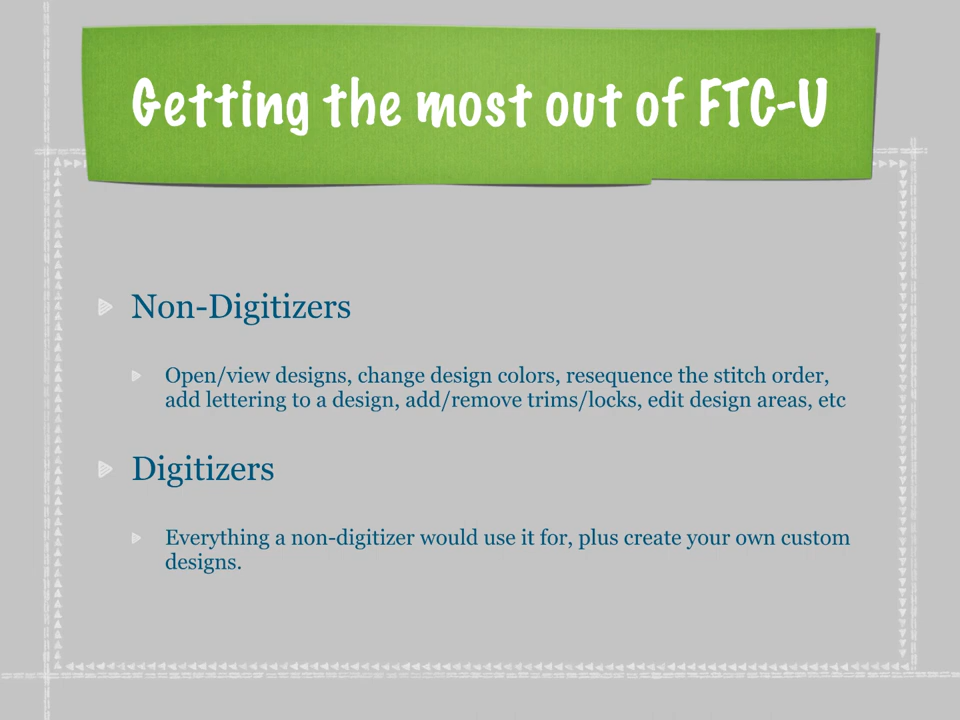 Getting the most out of FTC-U
Non-Digitizers
Open/view designs, change design colors, resequence the stitch order,
add lettering to a design, add/remove trims/locks, edit design areas, etc
Digitizers
Everything a non-digitizer would use it for, plus create your own custom
designs.